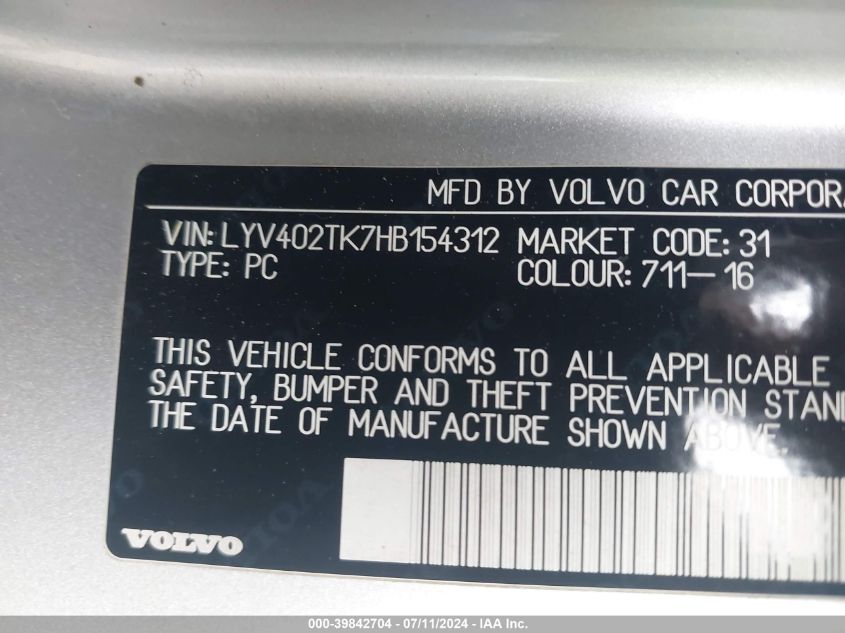 MFD BY VOLVO CAR CORPORA
VIN: LYV402TK7HB154312 MARKET CODE: 31
TYPE: PC COLOUR: 711-16
THIS VEHICLE CONFORMS TO ALL APPLICABLE
SAFETY, BUMPER AND THEFT PREVENTION STAN
THE DATE OF MANUFACTURE SHOWN ABOVE.
VOLVO
000-39842704 - 07/11/2024 - IAA Inc.